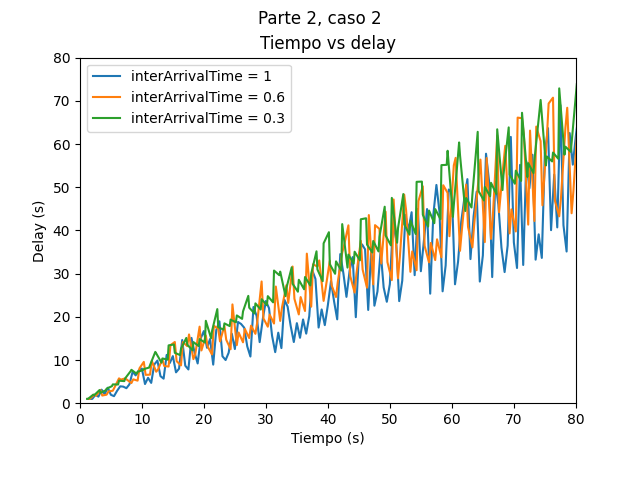 Parte 2, caso 2
Tiempo vs delay
80
70
60
50
40
30
20
10
0
Delay (s)
interArrivalTime = 1
interArrivalTime = 0.6
interArrivalTime = 0.3
0 10 20 30 40 50 60 70 80
Tiempo (s)